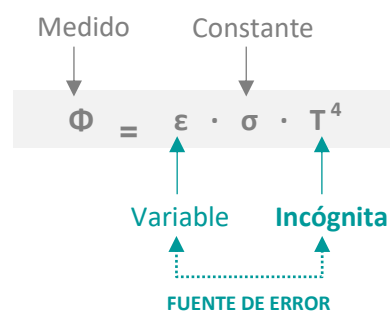 Medido Constante
Φ = ε · σ · T⁴
Variable Incógnita
FUENTE DE ERROR